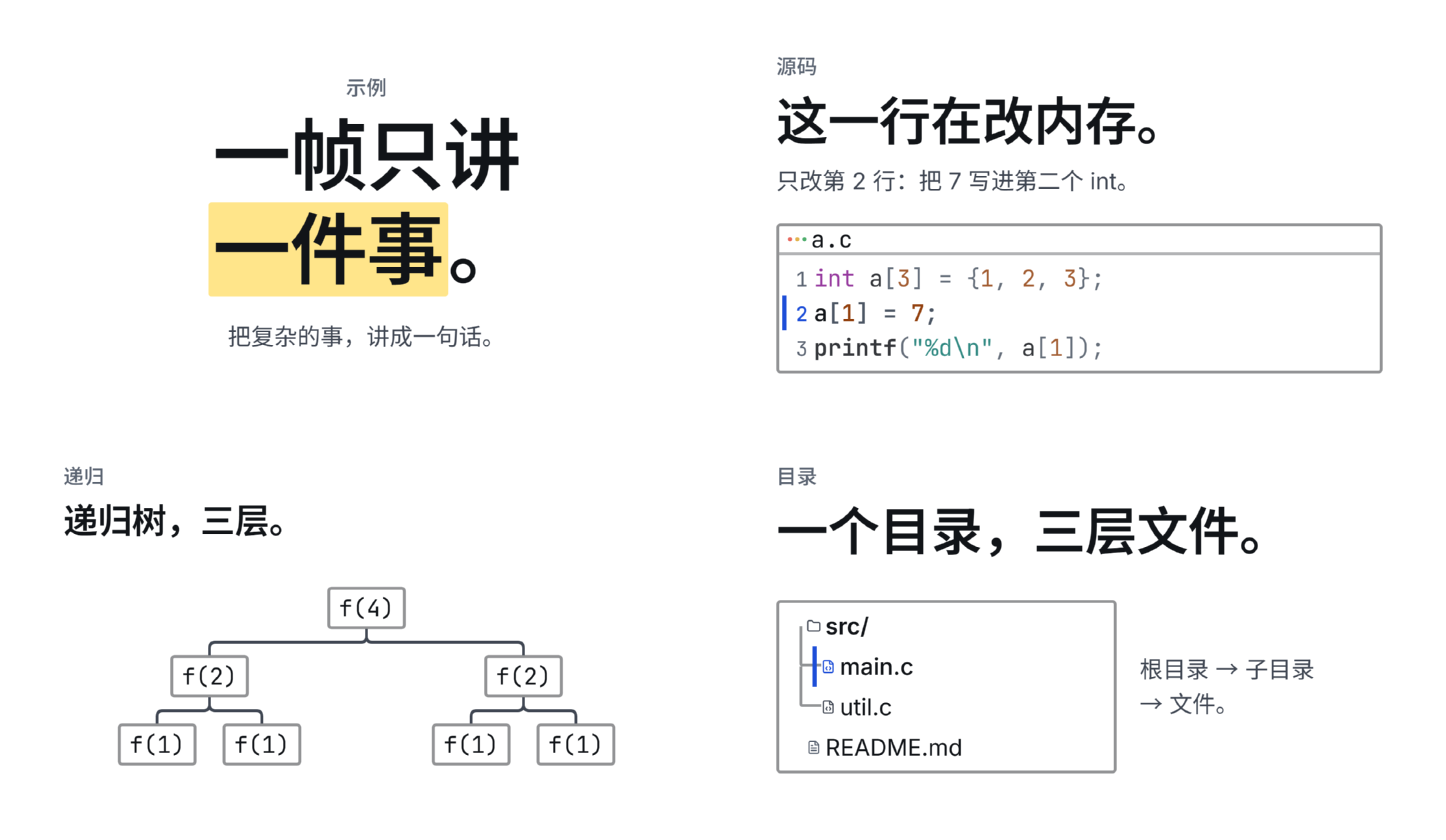 示例
一帧只讲
一件事。
把复杂的事，讲成一句话。
源码
这一行在改内存。
只改第 2 行：把 7 写进第二个 int。
a.c
1 int a[3] = {1, 2, 3};
2 a[1] = 7;
3 printf("%d\n", a[1]);
递归
递归树，三层。
f(4)
f(2) f(2)
f(1) f(1) f(1) f(1)
目录
一个目录，三层文件。
src/
main.c
util.c
README.md
根目录 → 子目录
→ 文件。